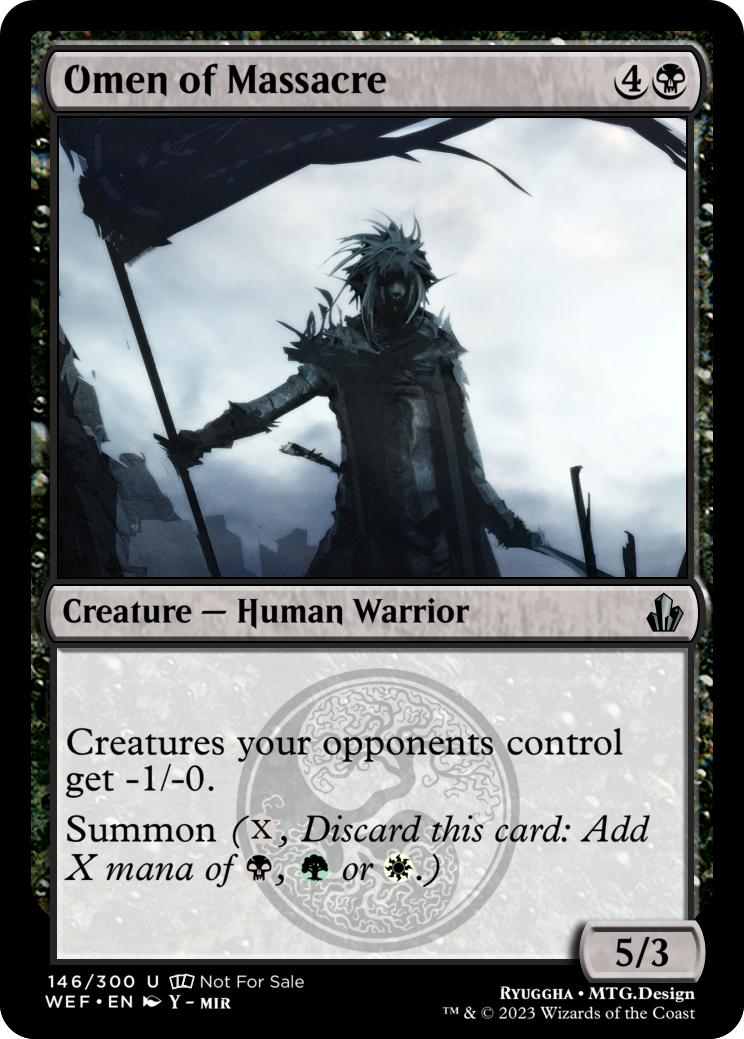 Omen of Massacre 4
Creature — Human Warrior
Creatures your opponents control
get -1/-0.
Summon (X, Discard this card: Add
X mana of , or .)
5/3
146/300 U Not For Sale
WEF • EN Y - MIR
Ryuggha • MTG.Design
™ & © 2023 Wizards of the Coast